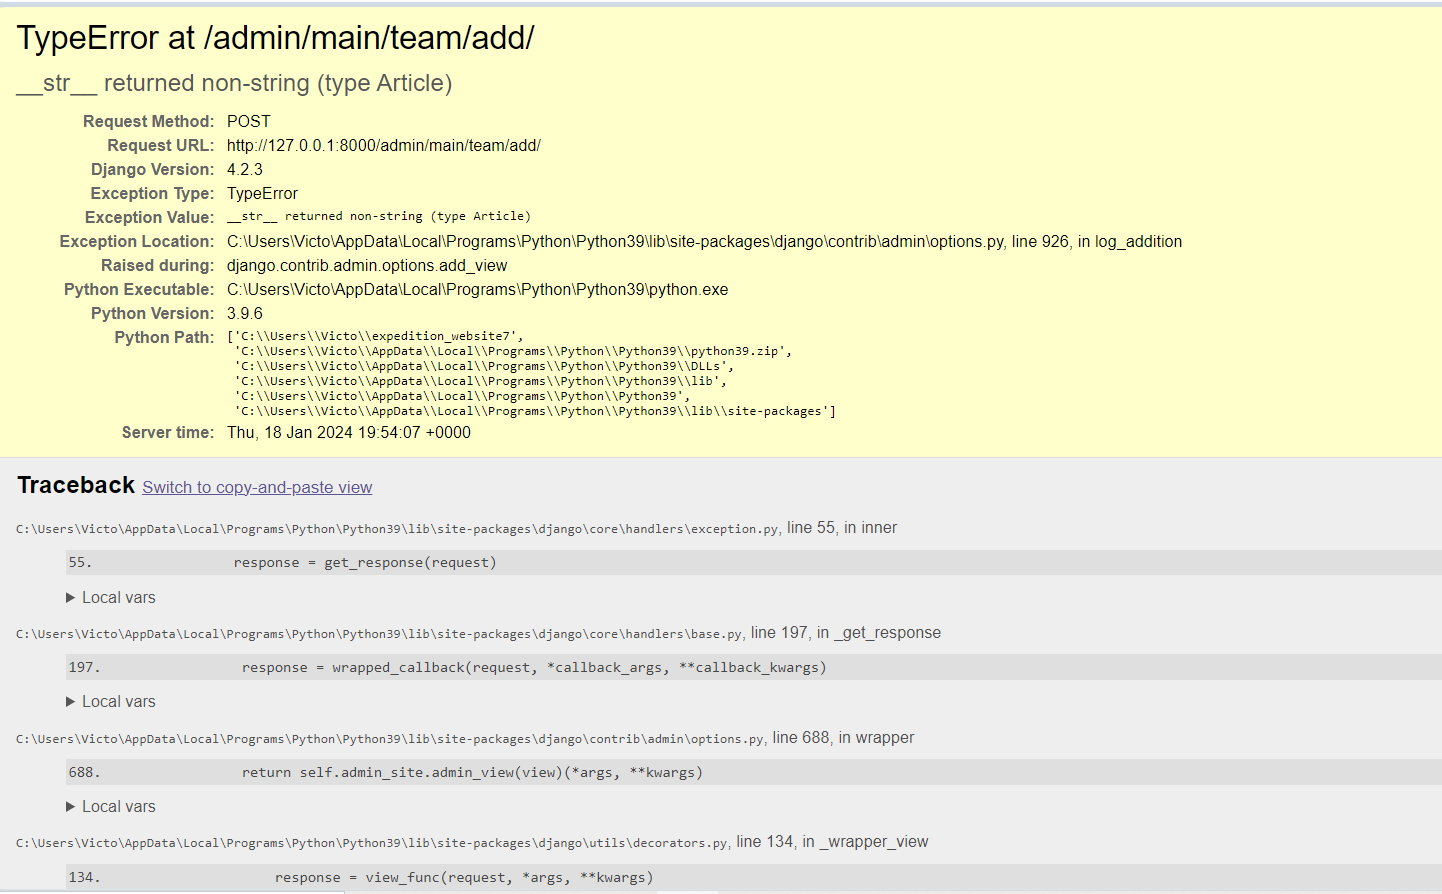 TypeError at /admin/main/team/add/
__str__ returned non-string (type Article)
Request Method: POST
Request URL: http://127.0.0.1:8000/admin/main/team/add/
Django Version: 4.2.3
Exception Type: TypeError
Exception Value: __str__ returned non-string (type Article)
Exception Location: C:\Users\Victo\AppData\Local\Programs\Python\Python39\lib\site-packages\django\contrib\admin\options.py, line 926, in log_addition
Raised during: django.contrib.admin.options.add_view
Python Executable: C:\Users\Victo\AppData\Local\Programs\Python\Python39\python.exe
Python Version: 3.9.6
Python Path: ['C:\\Users\\Victo\\expedition_website7',
'C:\\Users\\Victo\\AppData\\Local\\Programs\\Python\\Python39\\python39.zip',
'C:\\Users\\Victo\\AppData\\Local\\Programs\\Python\\Python39\\DLLs',
'C:\\Users\\Victo\\AppData\\Local\\Programs\\Python\\Python39\\lib',
'C:\\Users\\Victo\\AppData\\Local\\Programs\\Python\\Python39',
'C:\\Users\\Victo\\AppData\\Local\\Programs\\Python\\Python39\\lib\\site-packages']
Server time: Thu, 18 Jan 2024 19:54:07 +0000
Traceback Switch to copy-and-paste view
C:\Users\Victo\AppData\Local\Programs\Python\Python39\lib\site-packages\django\core\handlers\exception.py, line 55, in inner
55. response = get_response(request)
▶ Local vars
C:\Users\Victo\AppData\Local\Programs\Python\Python39\lib\site-packages\django\core\handlers\base.py, line 197, in _get_response
197. response = wrapped_callback(request, *callback_args, **callback_kwargs)
▶ Local vars
C:\Users\Victo\AppData\Local\Programs\Python\Python39\lib\site-packages\django\contrib\admin\options.py, line 688, in wrapper
688. return self.admin_site.admin_view(view)(*args, **kwargs)
▶ Local vars
C:\Users\Victo\AppData\Local\Programs\Python\Python39\lib\site-packages\django\utils\decorators.py, line 134, in _wrapper_view
134. response = view_func(request, *args, **kwargs)